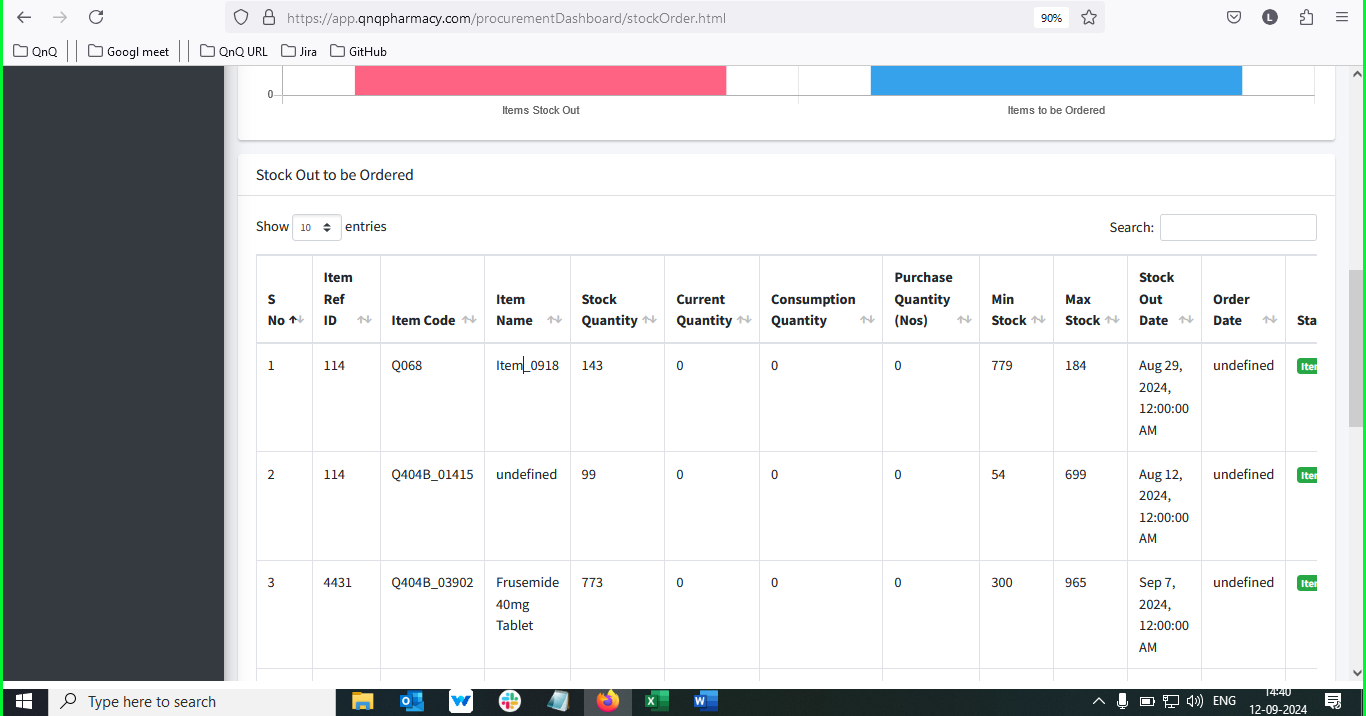 https://app.qnqpharmacy.com/procurementDashboard/stockOrder.html
90%
L
QnQ
Googl meet
QnQ URL
Jira
GitHub
0
Items Stock Out
Items to be Ordered
Stock Out to be Ordered
Show 10 entries
Search:
S No
Item Ref ID
Item Code
Item Name
Stock Quantity
Current Quantity
Consumption Quantity
Purchase Quantity (Nos)
Min Stock
Max Stock
Stock Out Date
Order Date
Sta
1 114 Q068 Item_0918 143 0 0 0 779 184 Aug 29, 2024, 12:00:00 AM undefined Iter
2 114 Q404B_01415 undefined 99 0 0 0 54 699 Aug 12, 2024, 12:00:00 AM undefined Iter
3 4431 Q404B_03902 Frusemide 40mg Tablet 773 0 0 0 300 965 Sep 7, 2024, 12:00:00 AM undefined Iter
Type here to search
ENG
14:40
12-09-2024